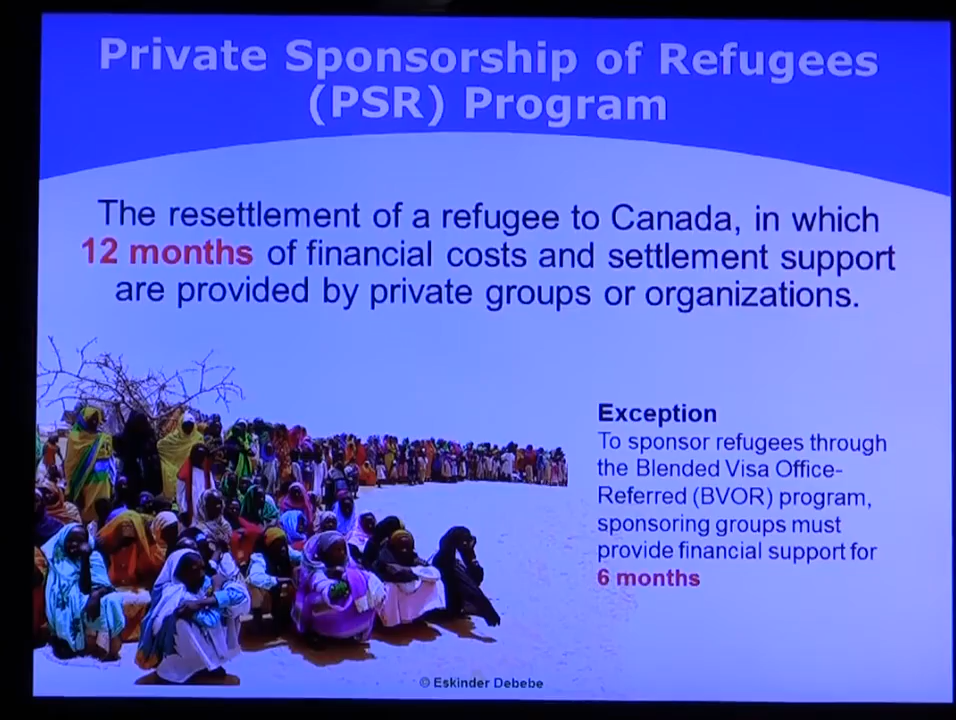 Private Sponsorship of Refugees
(PSR) Program
The resettlement of a refugee to Canada, in which
12 months of financial costs and settlement support
are provided by private groups or organizations.
Exception
To sponsor refugees through
the Blended Visa Office-
Referred (BVOR) program,
sponsoring groups must
provide financial support for
6 months
© Eskinder Debebe